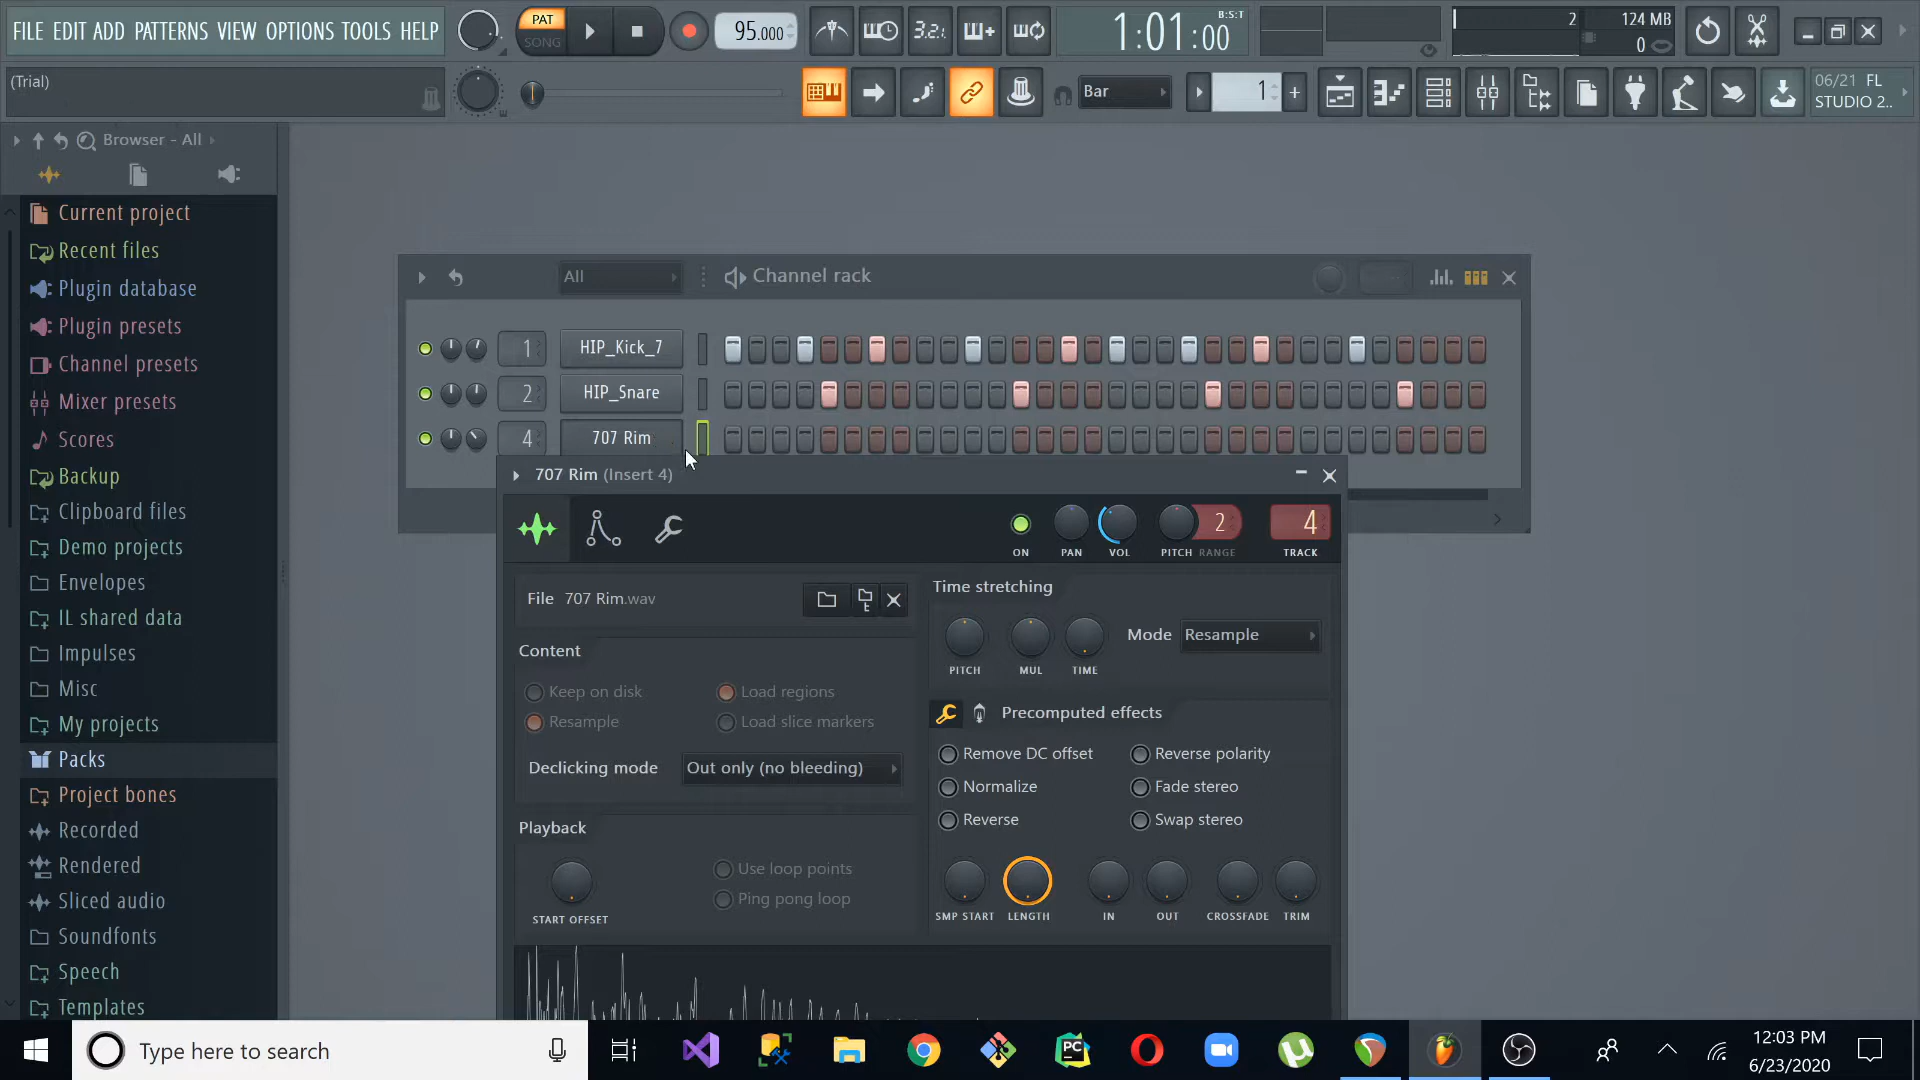 FILE EDIT ADD PATTERNS VIEW OPTIONS TOOLS HELP
PAT
SONG
95.000
3.2.
1:01:00
B:S:T
2
124 MB
0
(Trial)
Bar
1
06/21 FL
STUDIO 2..
Browser - All
Current project
Recent files
Plugin database
Plugin presets
Channel presets
Mixer presets
Scores
Backup
Clipboard files
Demo projects
Envelopes
IL shared data
Impulses
Misc
My projects
Packs
Project bones
Recorded
Rendered
Sliced audio
Soundfonts
Speech
Templates
All
Channel rack
1
HIP_Kick_7
2
HIP_Snare
4
707 Rim
707 Rim (Insert 4)
ON
PAN
VOL
PITCH
2
RANGE
4
TRACK
File 707 Rim.wav
Content
Keep on disk
Load regions
Resample
Load slice markers
Declicking mode
Out only (no bleeding)
Playback
START OFFSET
Use loop points
Ping pong loop
Time stretching
PITCH
MUL
TIME
Mode
Resample
Precomputed effects
Remove DC offset
Reverse polarity
Normalize
Fade stereo
Reverse
Swap stereo
SMP START
LENGTH
IN
OUT
CROSSFADE
TRIM
Type here to search
PC
12:03 PM
6/23/2020